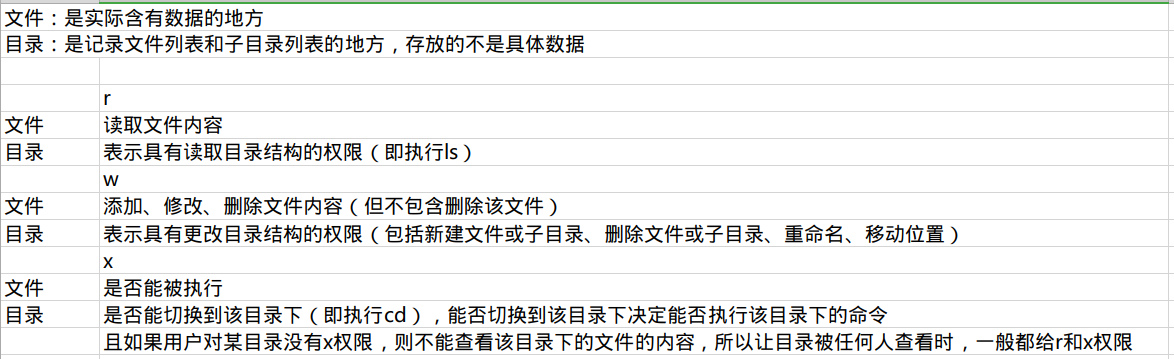 文件：是实际含有数据的地方
目录：是记录文件列表和子目录列表的地方，存放的不是具体数据
r
文件 读取文件内容
目录 表示具有读取目录结构的权限（即执行ls）
w
文件 添加、修改、删除文件内容（但不包含删除该文件）
目录 表示具有更改目录结构的权限（包括新建文件或子目录、删除文件或子目录、重命名、移动位置）
x
文件 是否能被执行
目录 是否能切换到该目录下（即执行cd），能否切换到该目录下决定能否执行该目录下的命令
且如果用户对某目录没有x权限，则不能查看该目录下的文件的内容，所以让目录被任何人查看时，一般都给r和x权限